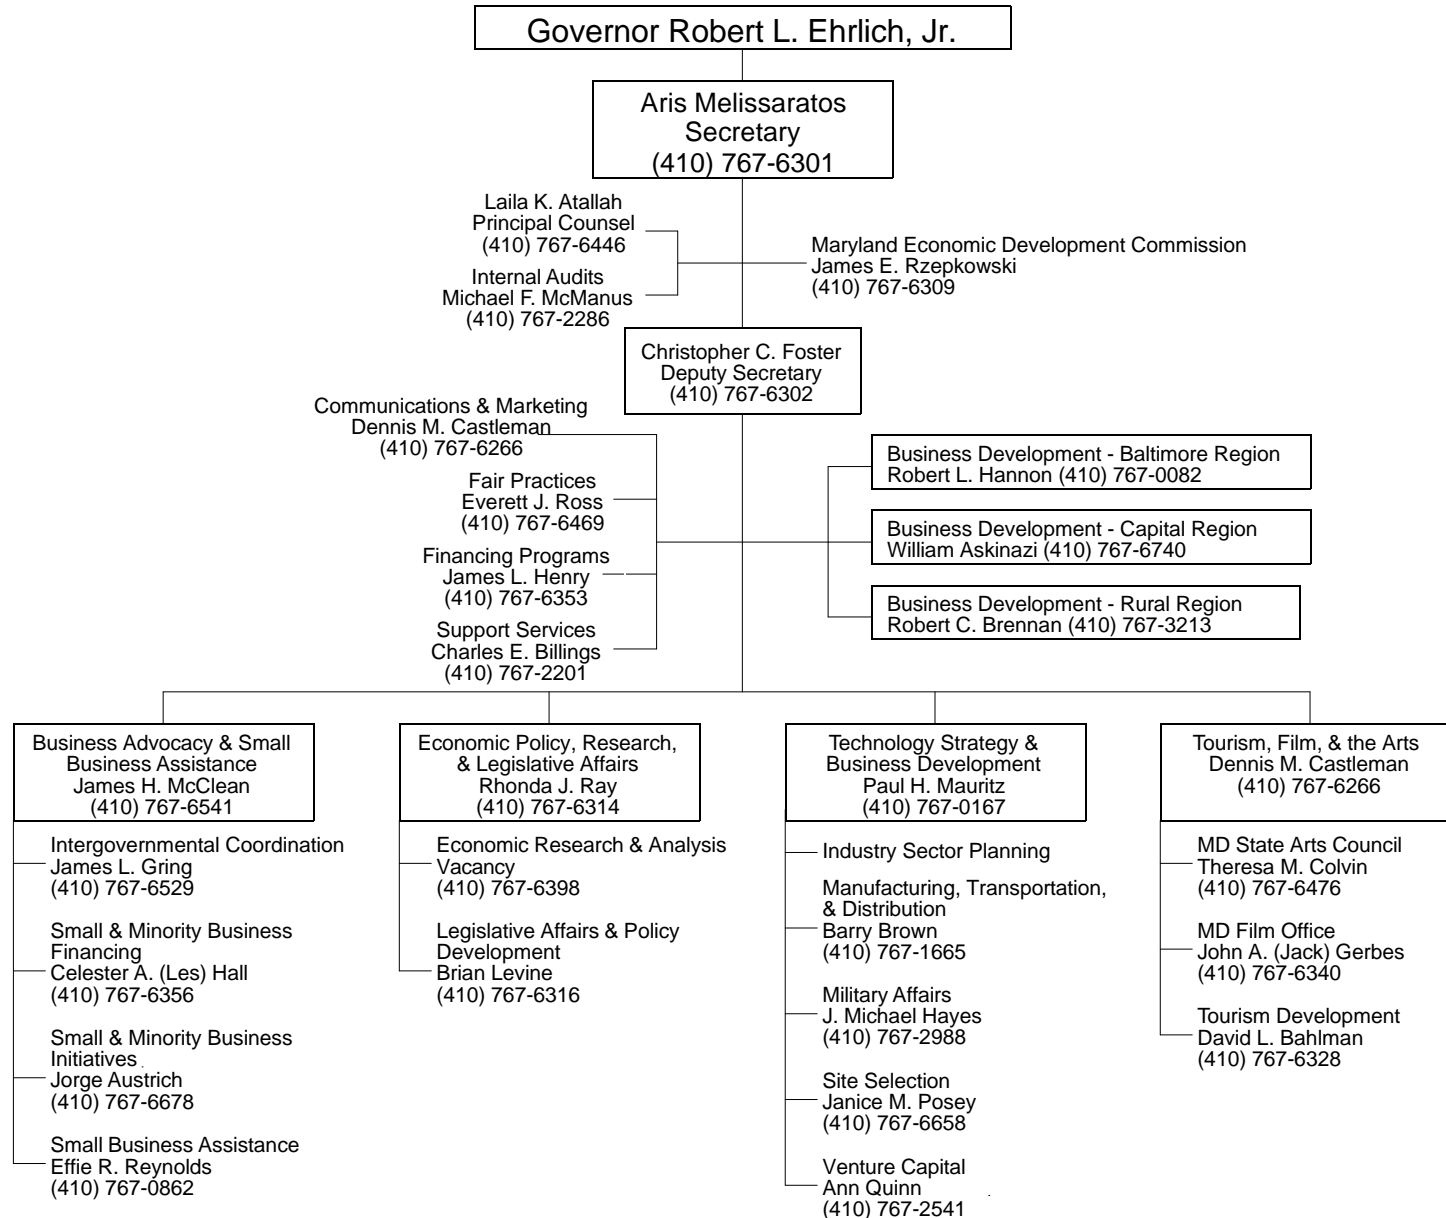 Governor Robert L. Ehrlich, Jr.
Aris Melissaratos
Secretary
(410) 767-6301
Laila K. Atallah
Principal Counsel
(410) 767-6446
Internal Audits
Michael F. McManus
(410) 767-2286
Maryland Economic Development Commission
James E. Rzepkowski
(410) 767-6309
Christopher C. Foster
Deputy Secretary
(410) 767-6302
Communications & Marketing
Dennis M. Castleman
(410) 767-6266
Fair Practices
Everett J. Ross
(410) 767-6469
Financing Programs
James L. Henry
(410) 767-6353
Support Services
Charles E. Billings
(410) 767-2201
Business Development - Baltimore Region
Robert L. Hannon (410) 767-0082
Business Development - Capital Region
William Askinazi (410) 767-6740
Business Development - Rural Region
Robert C. Brennan (410) 767-3213
Business Advocacy & Small
Business Assistance
James H. McClean
(410) 767-6541
Intergovernmental Coordination
James L. Gring
(410) 767-6529
Small & Minority Business
Financing
Celester A. (Les) Hall
(410) 767-6356
Small & Minority Business
Initiatives
Jorge Austrich
(410) 767-6678
Small Business Assistance
Effie R. Reynolds
(410) 767-0862
Economic Policy, Research,
& Legislative Affairs
Rhonda J. Ray
(410) 767-6314
Economic Research & Analysis
Vacancy
(410) 767-6398
Legislative Affairs & Policy
Development
Brian Levine
(410) 767-6316
Technology Strategy &
Business Development
Paul H. Mauritz
(410) 767-0167
Industry Sector Planning
Manufacturing, Transportation,
& Distribution
Barry Brown
(410) 767-1665
Military Affairs
J. Michael Hayes
(410) 767-2988
Site Selection
Janice M. Posey
(410) 767-6658
Venture Capital
Ann Quinn
(410) 767-2541
Tourism, Film, & the Arts
Dennis M. Castleman
(410) 767-6266
MD State Arts Council
Theresa M. Colvin
(410) 767-6476
MD Film Office
John A. (Jack) Gerbes
(410) 767-6340
Tourism Development
David L. Bahlman
(410) 767-6328